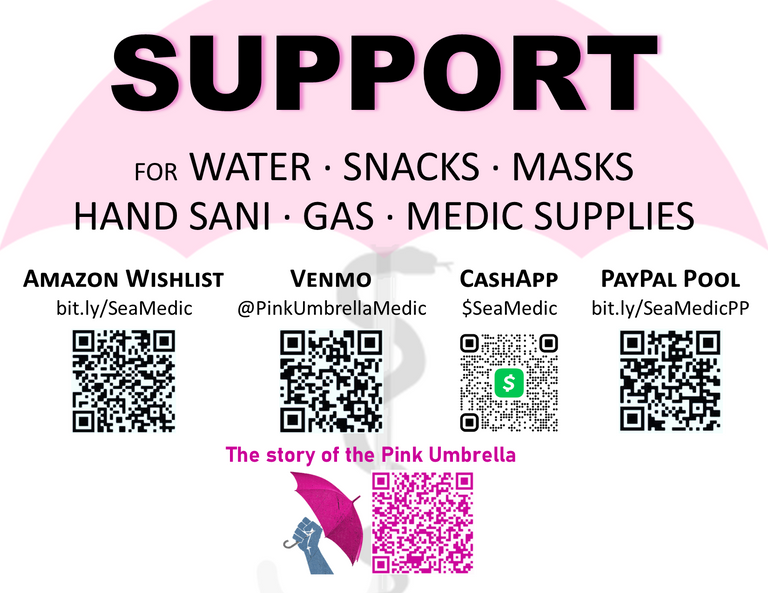 SUPPORT
FOR WATER · SNACKS · MASKS
HAND SANI · GAS · MEDIC SUPPLIES
AMAZON WISHLIST
bit.ly/SeaMedic
VENMO
@PinkUmbrellaMedic
CASHAPP
$SeaMedic
PAYPAL POOL
bit.ly/SeaMedicPP
$
The story of the Pink Umbrella